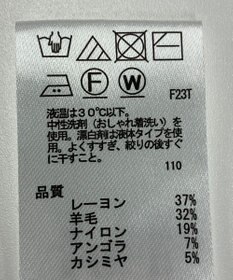 F W
F23T
液温は30℃以下。
中性洗剤(おしゃれ着洗い)を
使用。漂白剤は液体タイプを使
用。よくすすぎ、絞りの後すぐ
に干すこと。
110
品質
レーヨン 37%
羊毛 32%
ナイロン 19%
アンゴラ 7%
カシミヤ 5%